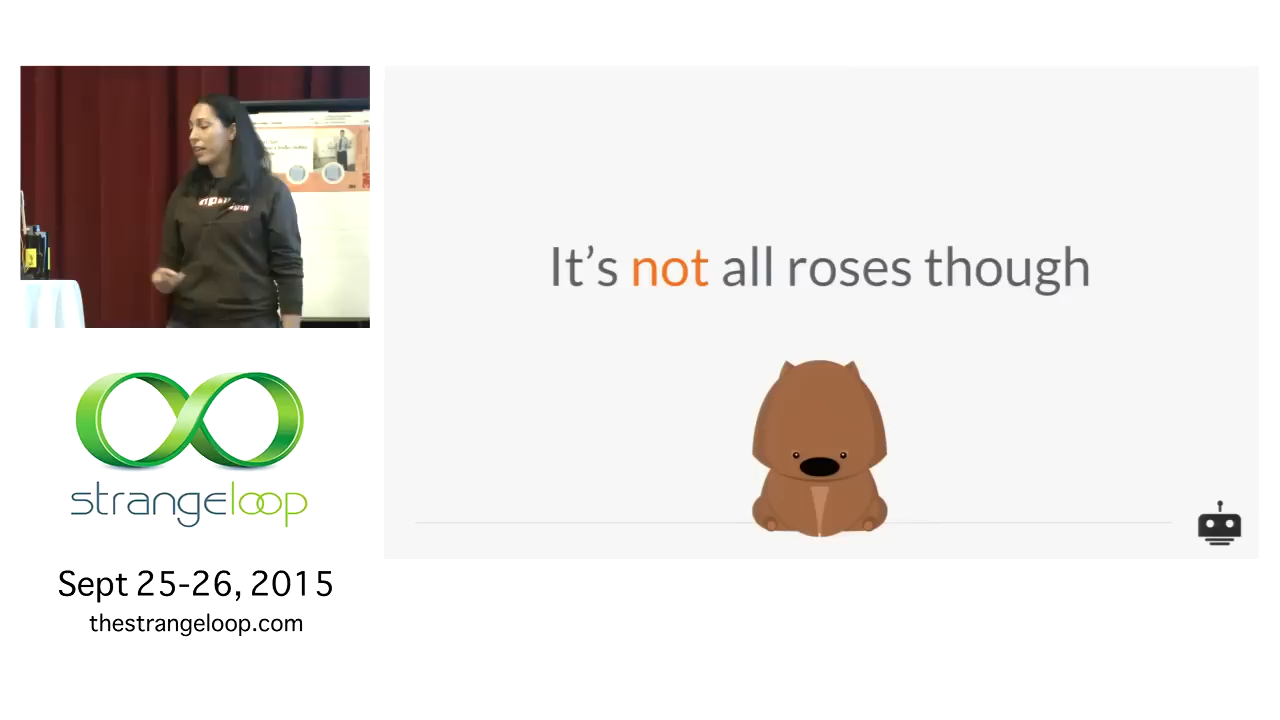 It's not all roses though
strangeloop
Sept 25-26, 2015
thestrangeloop.com